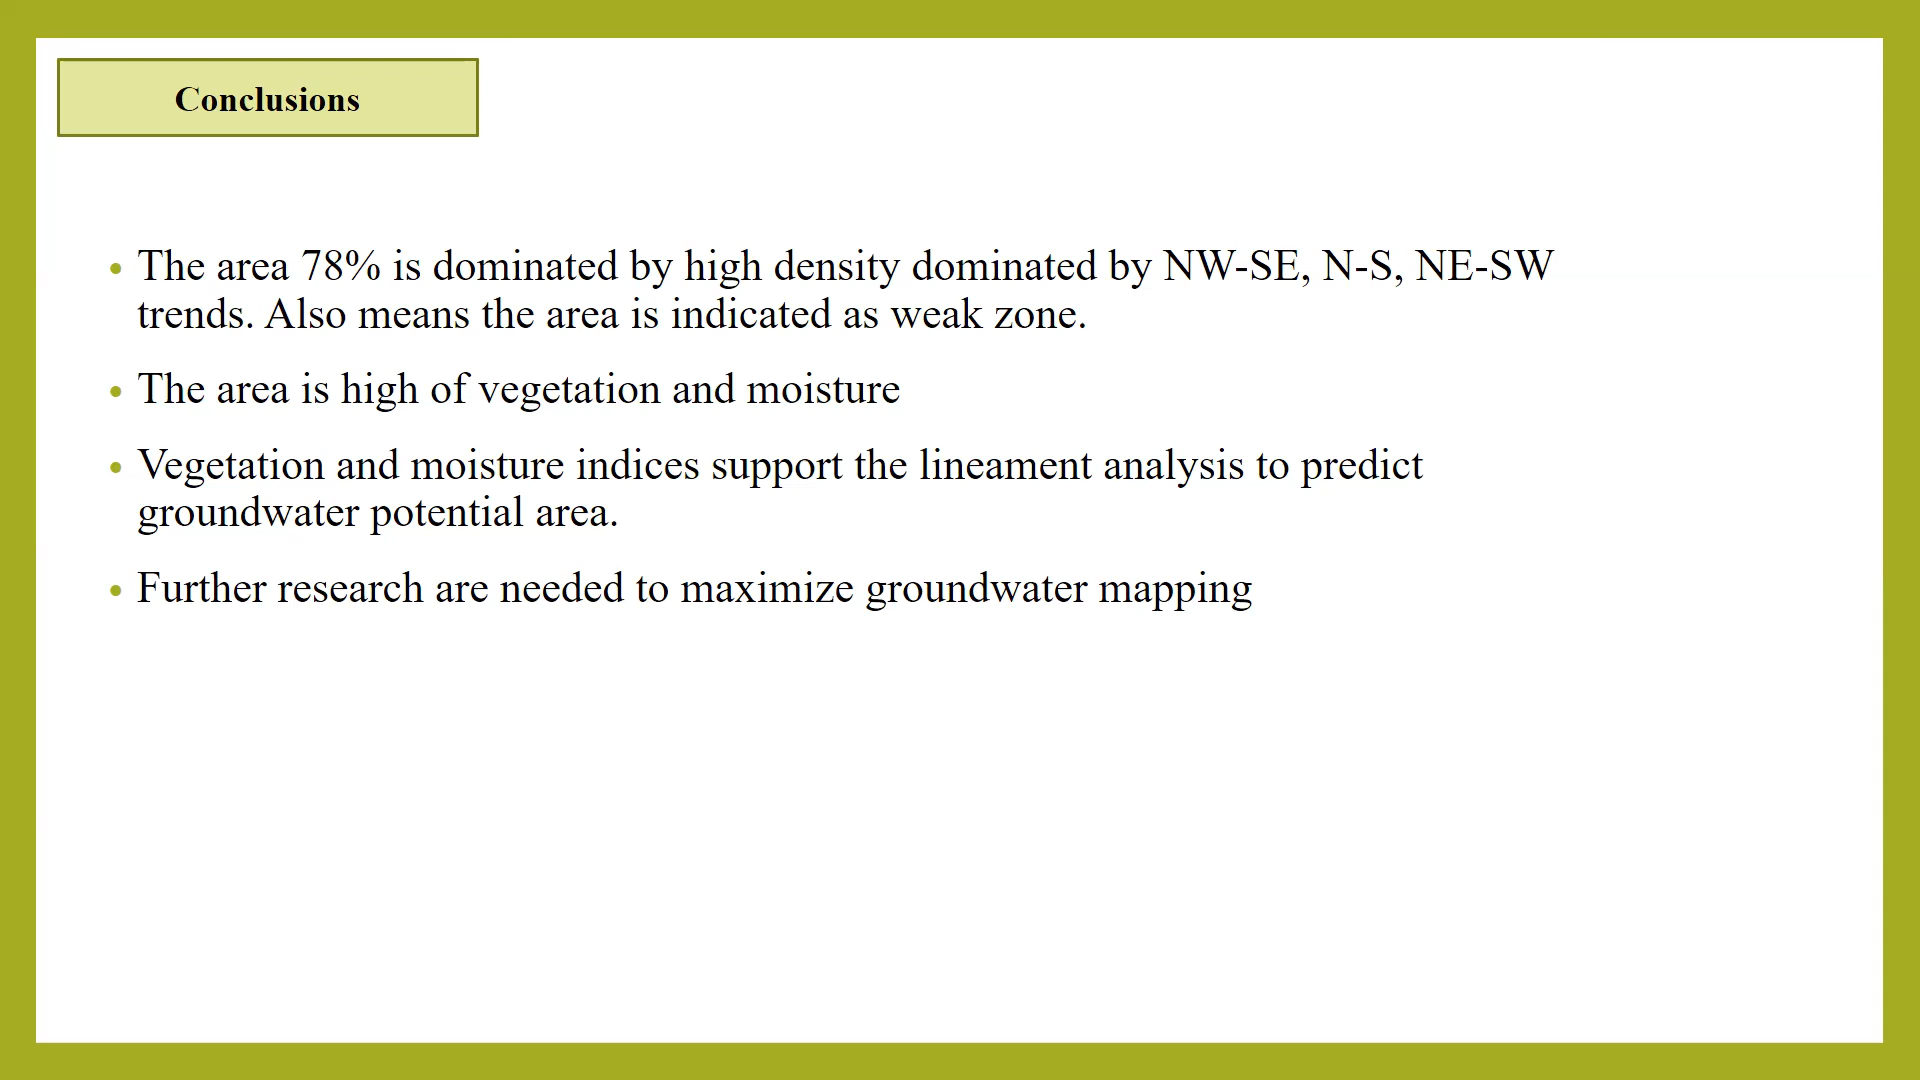 Conclusions
• The area 78% is dominated by high density dominated by NW-SE, N-S, NE-SW
trends. Also means the area is indicated as weak zone.
• The area is high of vegetation and moisture
• Vegetation and moisture indices support the lineament analysis to predict
groundwater potential area.
• Further research are needed to maximize groundwater mapping